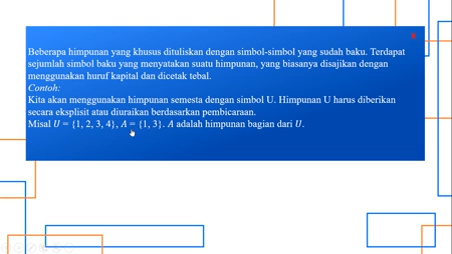 Beberapa himpunan yang khusus dituliskan dengan simbol-simbol yang sudah baku. Terdapat
sejumlah simbol baku yang menyatakan suatu himpunan, yang biasanya disajikan dengan
menggunakan huruf kapital dan dicetak tebal.
Contoh:
Kita akan menggunakan himpunan semesta dengan simbol U. Himpunan U harus diberikan
secara eksplisit atau diuraikan berdasarkan pembicaraan.
Misal U = {1, 2, 3, 4}, A = {1, 3}. A adalah himpunan bagian dari U.